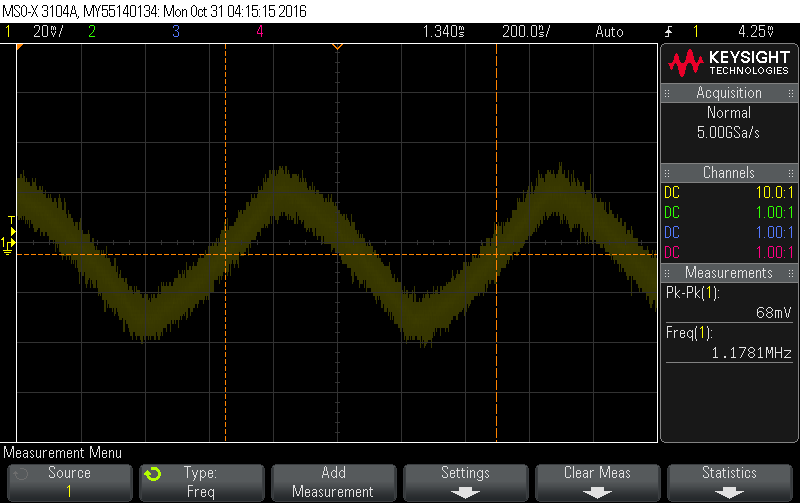 MSO-X 3104A, MY55140134: Mon Oct 31 04:15:15 2016
1 20mV/ 2 3 4 1.340s 200.0s/ Auto 1 4.25mV
KEYSIGHT
TECHNOLOGIES
Acquisition
Normal
5.00GSa/s
Channels
DC 10.0:1
DC 1.00:1
DC 1.00:1
DC 1.00:1
Measurements
Pk-Pk(1):
68mV
Freq(1):
1.1781MHz
T
1
Measurement Menu
Source
1
Type:
Freq
Add
Measurement
Settings
Clear Meas
Statistics